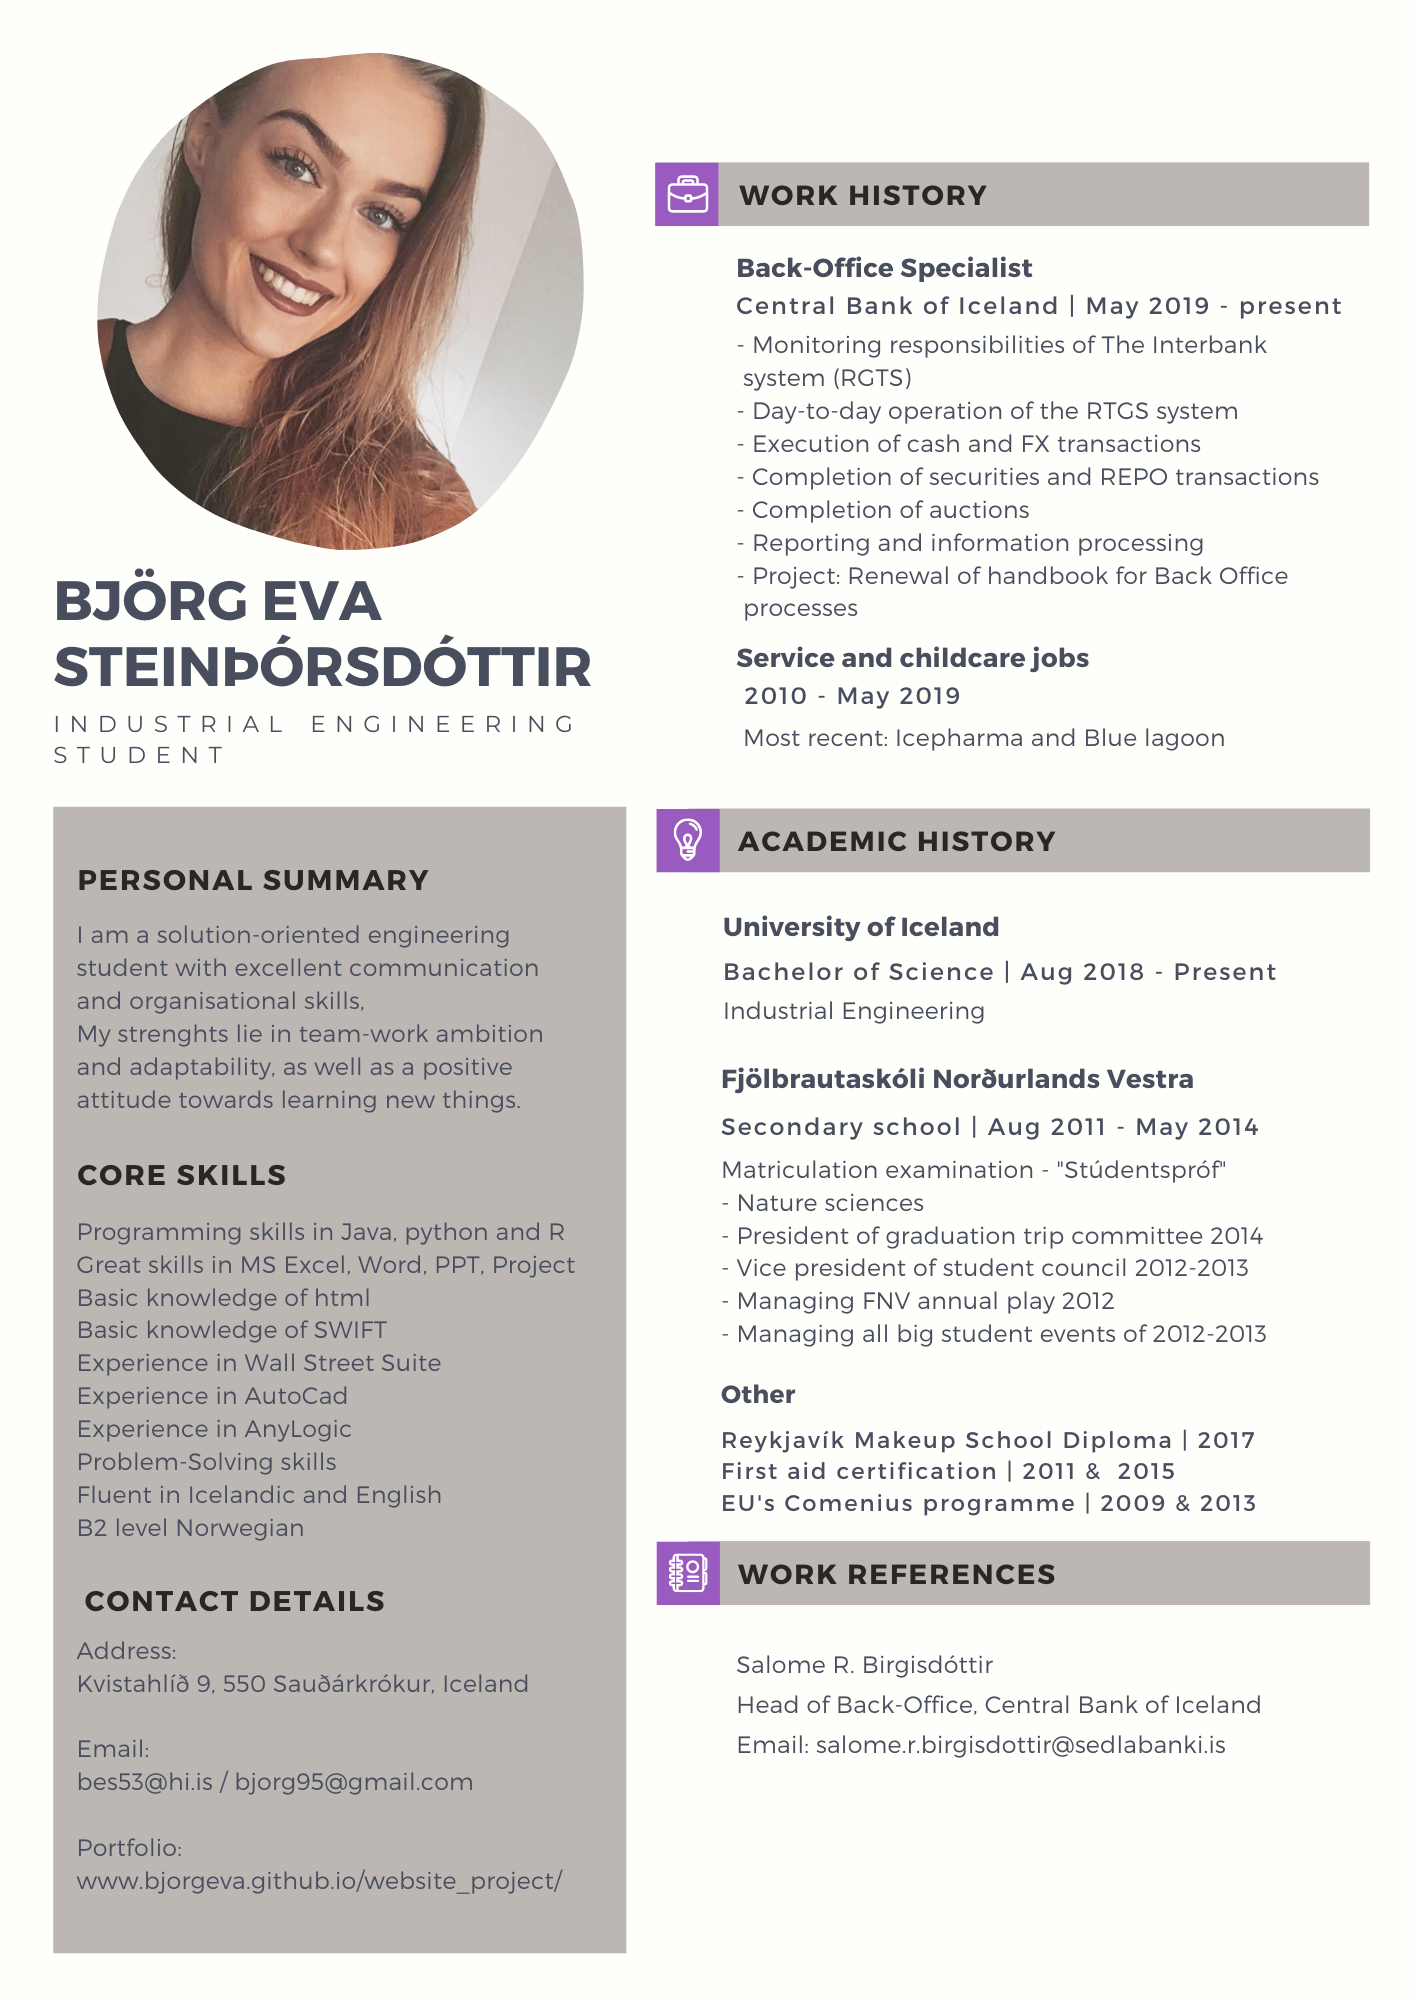 BJÖRG EVA
STEINÞÓRSDÓTTIR
INDUSTRIAL ENGINEERING
STUDENT
PERSONAL SUMMARY
I am a solution-oriented engineering
student with excellent communication
and organisational skills,
My strenghts lie in team-work ambition
and adaptability, as well as a positive
attitude towards learning new things.
CORE SKILLS
Programming skills in Java, python and R
Great skills in MS Excel, Word, PPT, Project
Basic knowledge of html
Basic knowledge of SWIFT
Experience in Wall Street Suite
Experience in AutoCad
Experience in AnyLogic
Problem-Solving skills
Fluent in Icelandic and English
B2 level Norwegian
CONTACT DETAILS
Address:
Kvistahlíð 9, 550 Sauðárkrókur, Iceland
Email:
bes53@hi.is / bjorg95@gmail.com
Portfolio:
www.bjorgeva.github.io/website_project/
WORK HISTORY
Back-Office Specialist
Central Bank of Iceland | May 2019 - present
- Monitoring responsibilities of The Interbank
system (RGTS)
- Day-to-day operation of the RTGS system
- Execution of cash and FX transactions
- Completion of securities and REPO transactions
- Completion of auctions
- Reporting and information processing
- Project: Renewal of handbook for Back Office
processes
Service and childcare jobs
2010 - May 2019
Most recent: Icepharma and Blue lagoon
ACADEMIC HISTORY
University of Iceland
Bachelor of Science | Aug 2018 - Present
Industrial Engineering
Fjölbrautaskóli Norðurlands Vestra
Secondary school | Aug 2011 - May 2014
Matriculation examination - "Stúdentspróf"
- Nature sciences
- President of graduation trip committee 2014
- Vice president of student council 2012-2013
- Managing FNV annual play 2012
- Managing all big student events of 2012-2013
Other
Reykjavík Makeup School Diploma | 2017
First aid certification | 2011 & 2015
EU's Comenius programme | 2009 & 2013
WORK REFERENCES
Salome R. Birgisdóttir
Head of Back-Office, Central Bank of Iceland
Email: salome.r.birgisdottir@sedlabanki.is